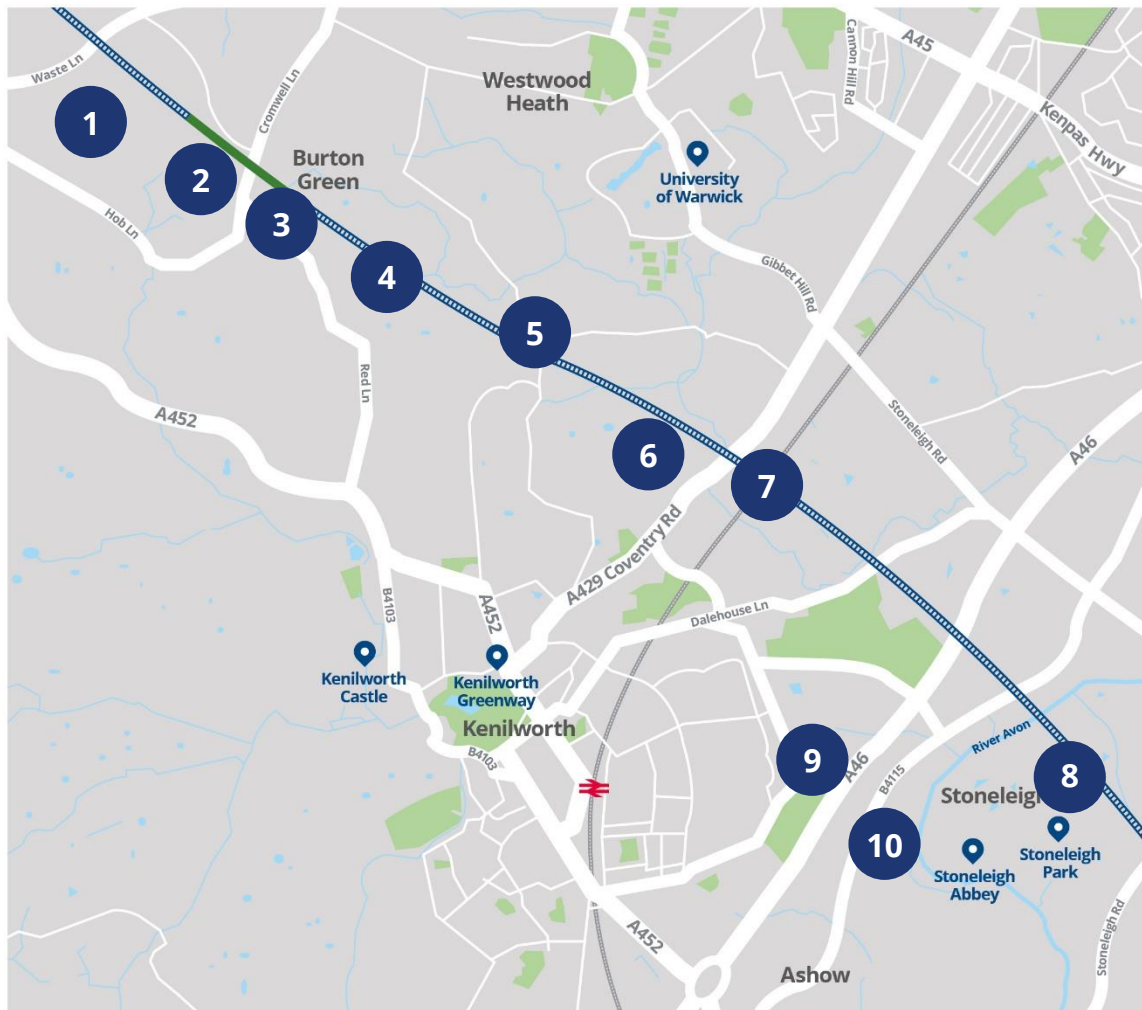 Waste Ln
Cromwell Ln
Cannon Hill Rd
A45
Westwood
Heath
Kenpas Hwy
1
Burton
Green
University
of Warwick
2
Hob Ln
3
4
Gibbet Hill Rd
5
Red Ln
A452
Stoneleigh Rd
A46
6
7
A429 Coventry Rd
B4103
A452
Dalehouse Ln
Kenilworth
Castle
Kenilworth
Greenway
Kenilworth
B4103
River Avon
9
A46
8
B4115
Stoneleigh
10
Stoneleigh
Park
Stoneleigh
Abbey
A452
Stoneleigh Rd
Ashow